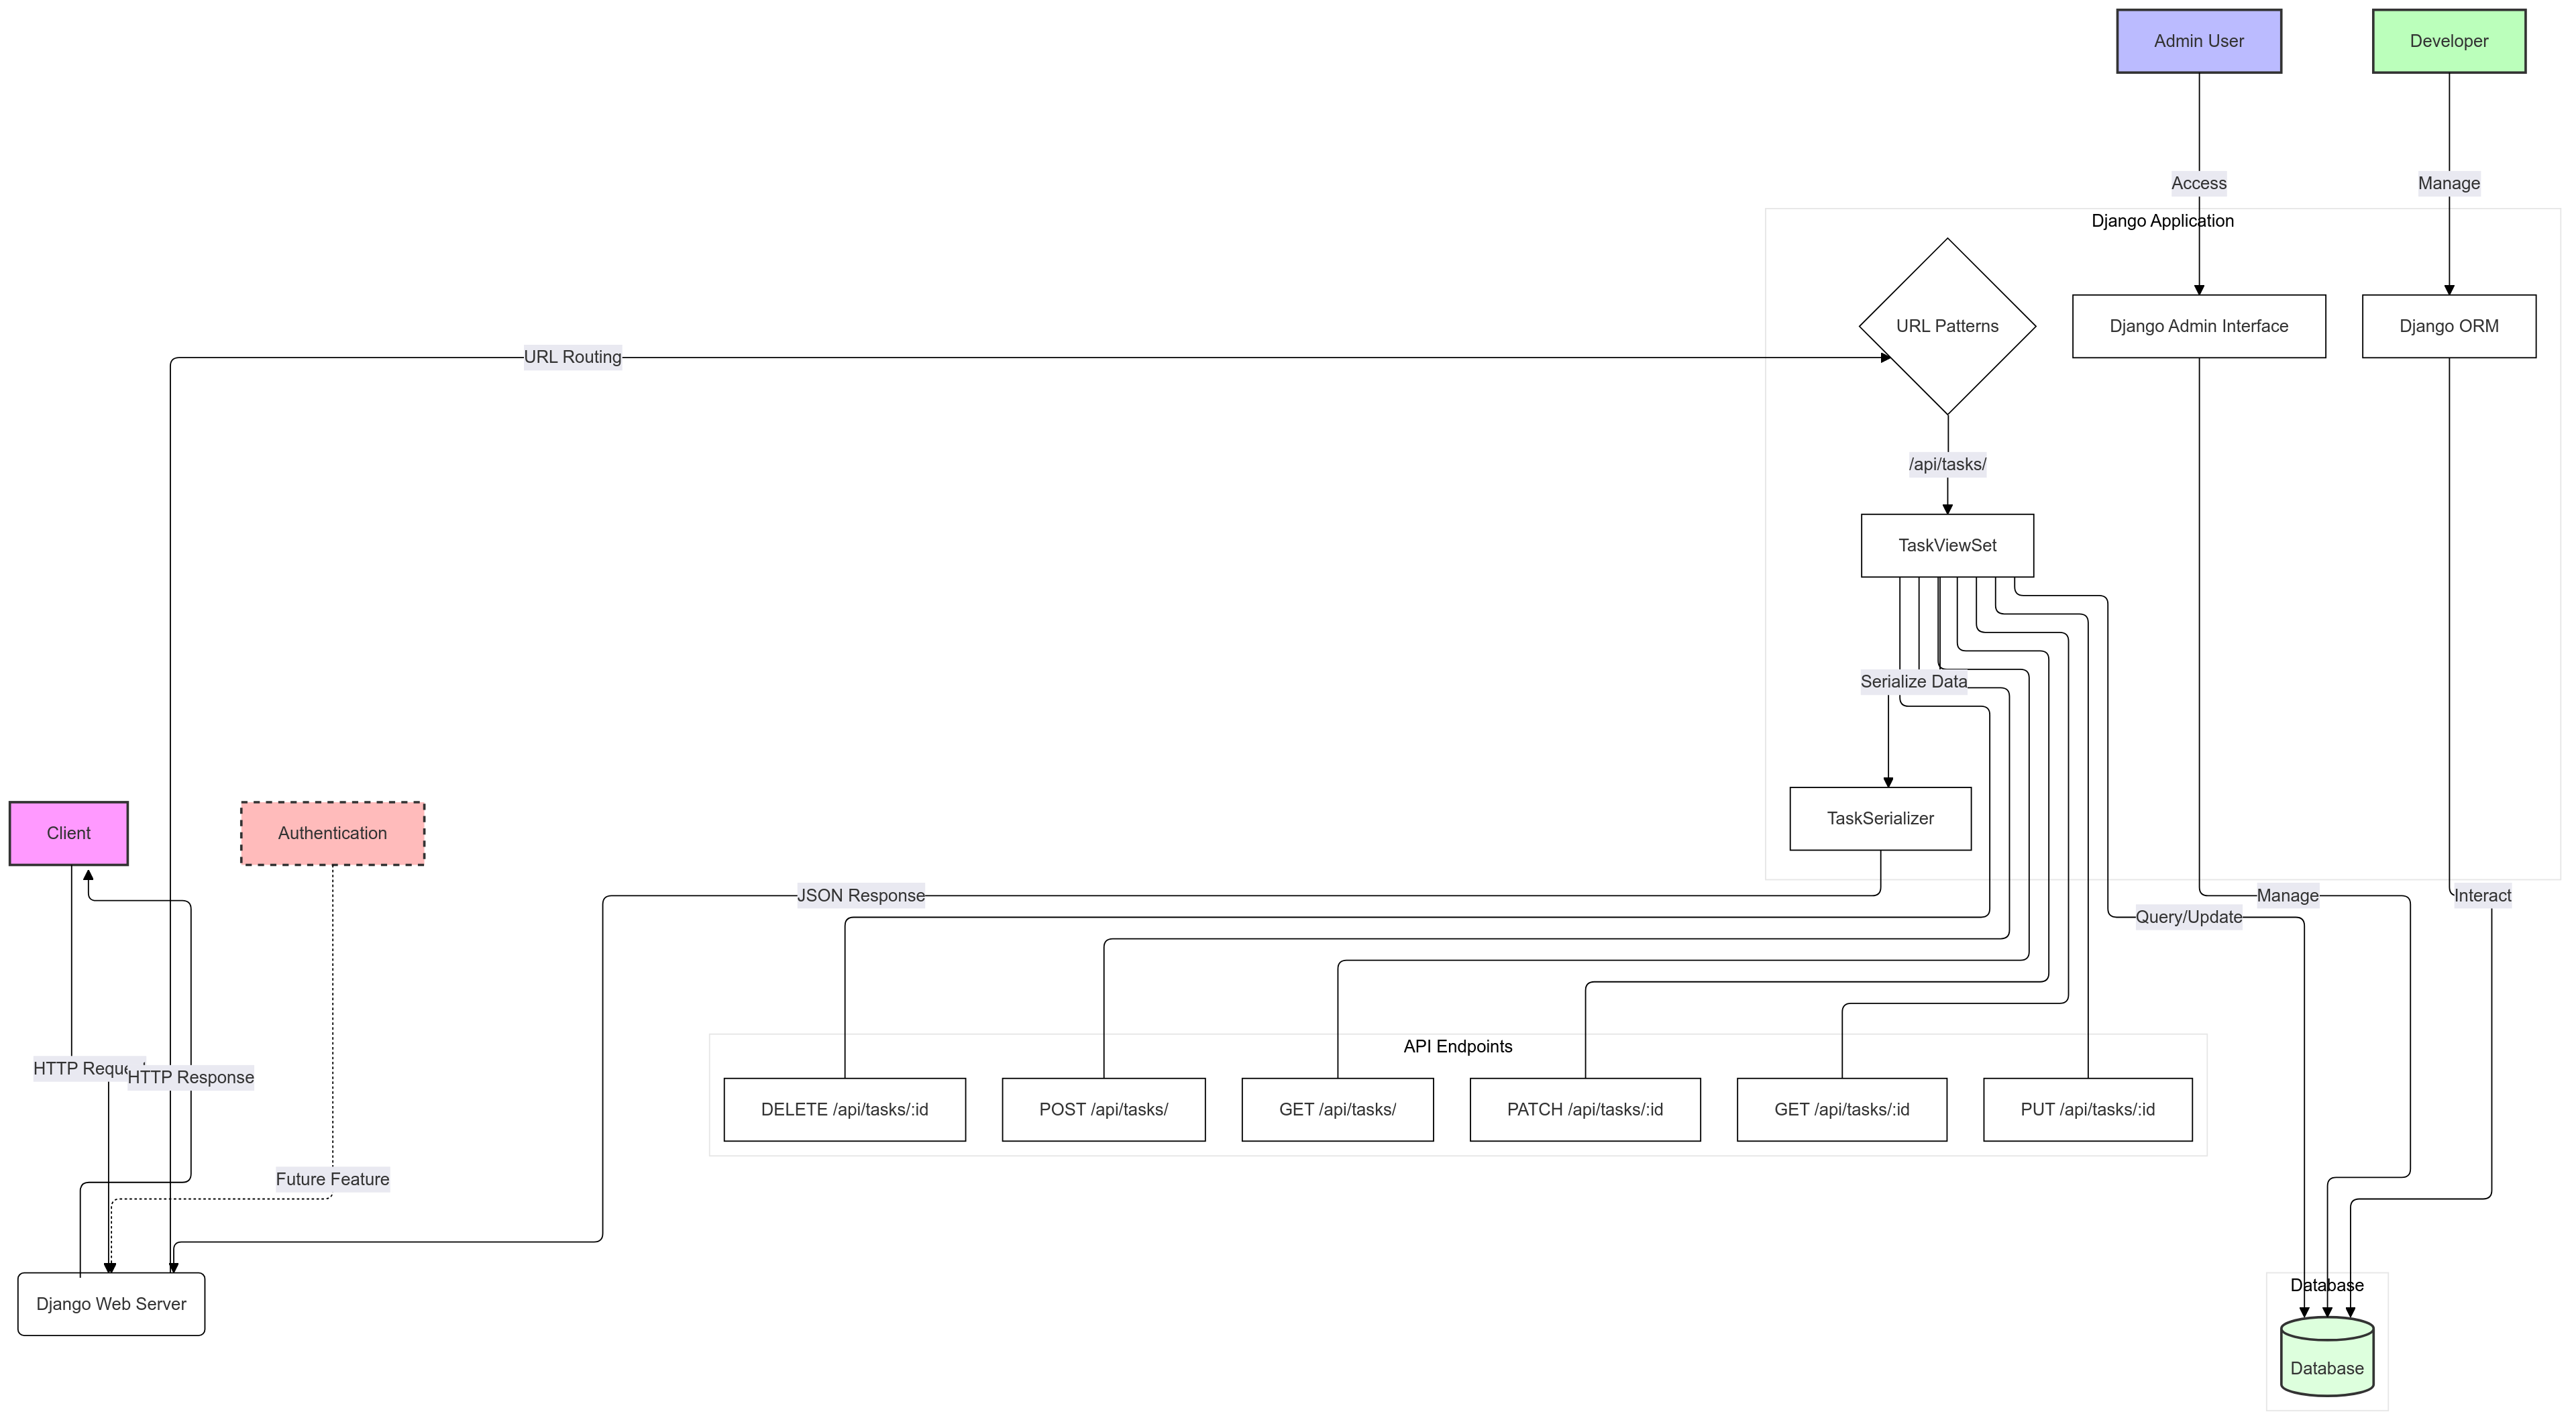 Admin User
Developer
Access
Manage
Django Application
URL Patterns
Django Admin Interface
Django ORM
URL Routing
/api/tasks/
TaskViewSet
Serialize Data
TaskSerializer
Client
Authentication
JSON Response
Manage
Interact
Query/Update
API Endpoints
HTTP Reque
HTTP Response
DELETE /api/tasks/:id
POST /api/tasks/
GET /api/tasks/
PATCH /api/tasks/:id
GET /api/tasks/:id
PUT /api/tasks/:id
Future Feature
Database
Django Web Server
Database